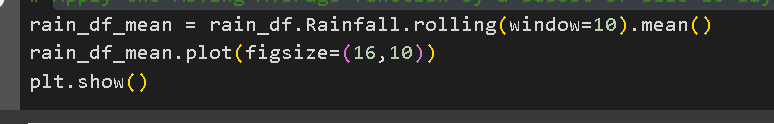 rain_df_mean = rain_df.Rainfall.rolling(window=10).mean()
rain_df_mean.plot(figsize=(16,10))
plt.show()